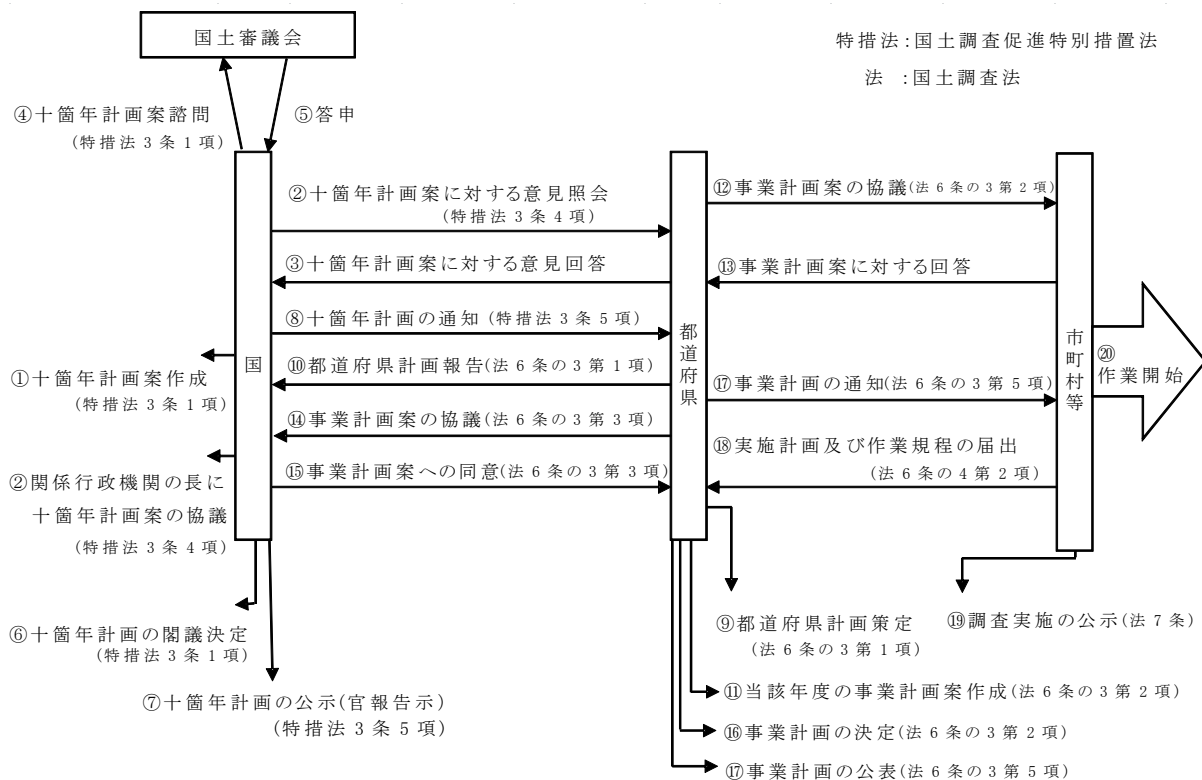 国土審議会
特措法:国土調査促進特別措置法
法 :国土調査法
④十箇年計画案諮問
(特措法3条1項)
⑤答申
②十箇年計画案に対する意見照会
(特措法3条4項)
⑫事業計画案の協議(法6条の3第2項)
③十箇年計画案に対する意見回答
⑬事業計画案に対する回答
⑧十箇年計画の通知(特措法3条5項)
国
都道府県
市町村等
⑳
作業開始
①十箇年計画案作成
(特措法3条1項)
⑩都道府県計画報告(法6条の3第1項)
⑰事業計画の通知(法6条の3第5項)
⑭事業計画案の協議(法6条の3第3項)
⑱実施計画及び作業規程の届出
(法6条の4第2項)
②関係行政機関の長に
十箇年計画案の協議
(特措法3条4項)
⑮事業計画案への同意(法6条の3第3項)
⑥十箇年計画の閣議決定
(特措法3条1項)
⑨都道府県計画策定
(法6条の3第1項)
⑲調査実施の公示(法7条)
⑦十箇年計画の公示(官報告示)
(特措法3条5項)
⑪当該年度の事業計画案作成(法6条の3第2項)
⑯事業計画の決定(法6条の3第2項)
⑰事業計画の公表(法6条の3第5項)